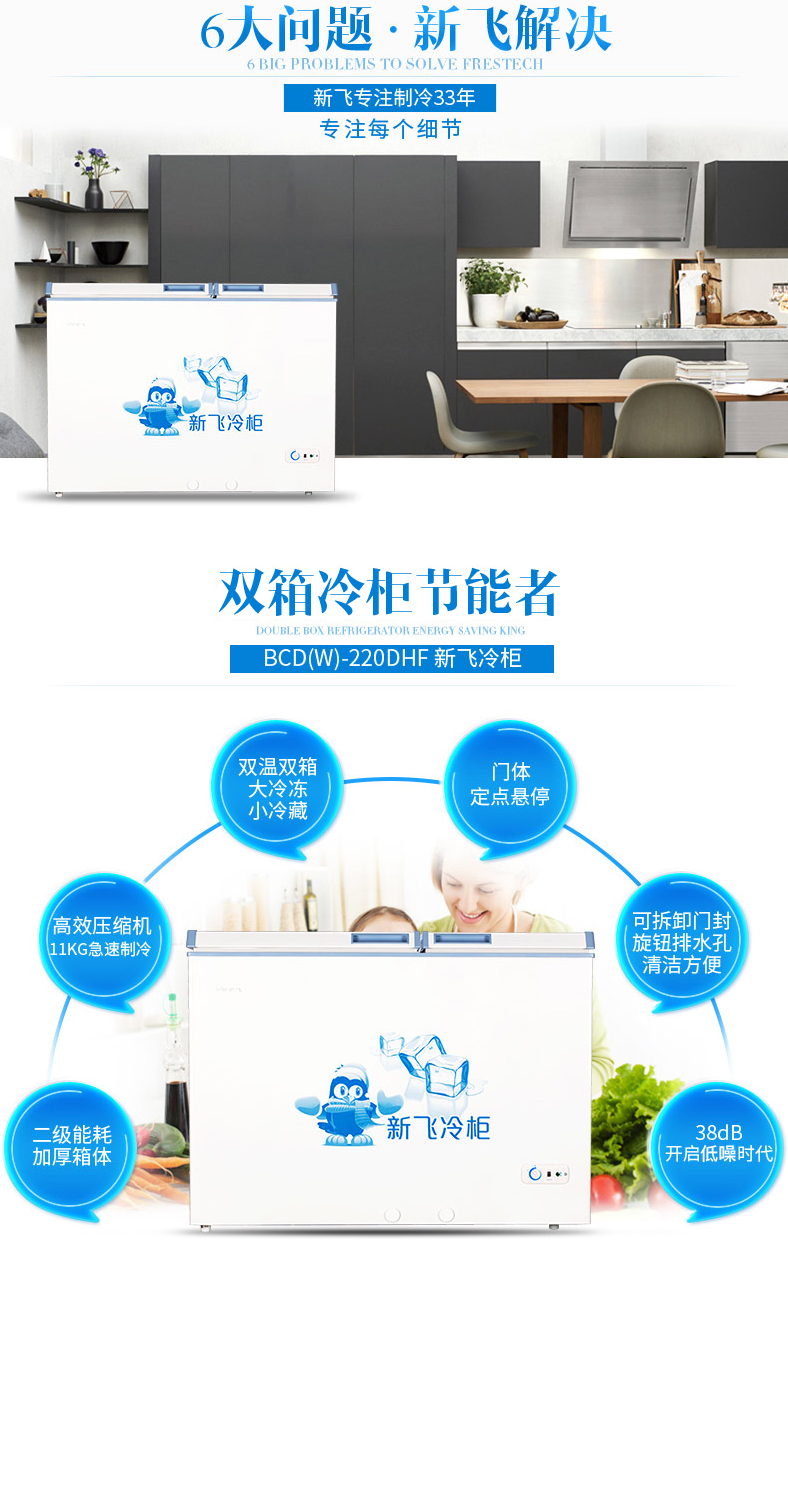 6大问题·新飞解决
6 BIG PROBLEMS TO SOLVE FRESTECH
新飞专注制冷33年
专注每个细节
新飞冷柜
双箱冷柜节能者
DOUBLE BOX REFRIGERATOR ENERGY SAVING KING
BCD(W)-220DHF 新飞冷柜
双温双箱
大冷冻
小冷藏
门体
定点悬停
高效压缩机
11KG急速制冷
可拆卸门封
旋钮排水孔
清洁方便
新飞冷柜
二级能耗
加厚箱体
38dB
开启低噪时代